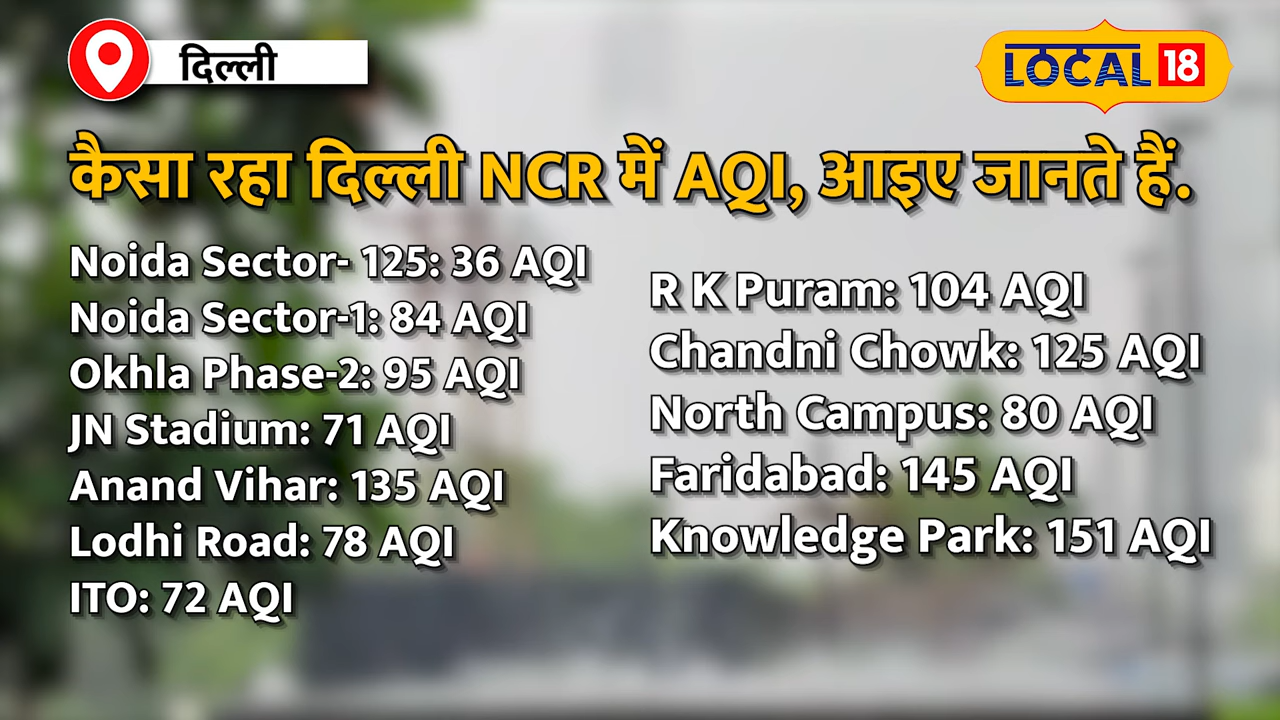 दिल्ली
LOCAL 18
कैसा रहा दिल्ली NCR में AQI, आइए जानते हैं.
Noida Sector- 125: 36 AQI
Noida Sector-1: 84 AQI
Okhla Phase-2: 95 AQI
JN Stadium: 71 AQI
Anand Vihar: 135 AQI
Lodhi Road: 78 AQI
ITO: 72 AQI
R K Puram: 104 AQI
Chandni Chowk: 125 AQI
North Campus: 80 AQI
Faridabad: 145 AQI
Knowledge Park: 151 AQI